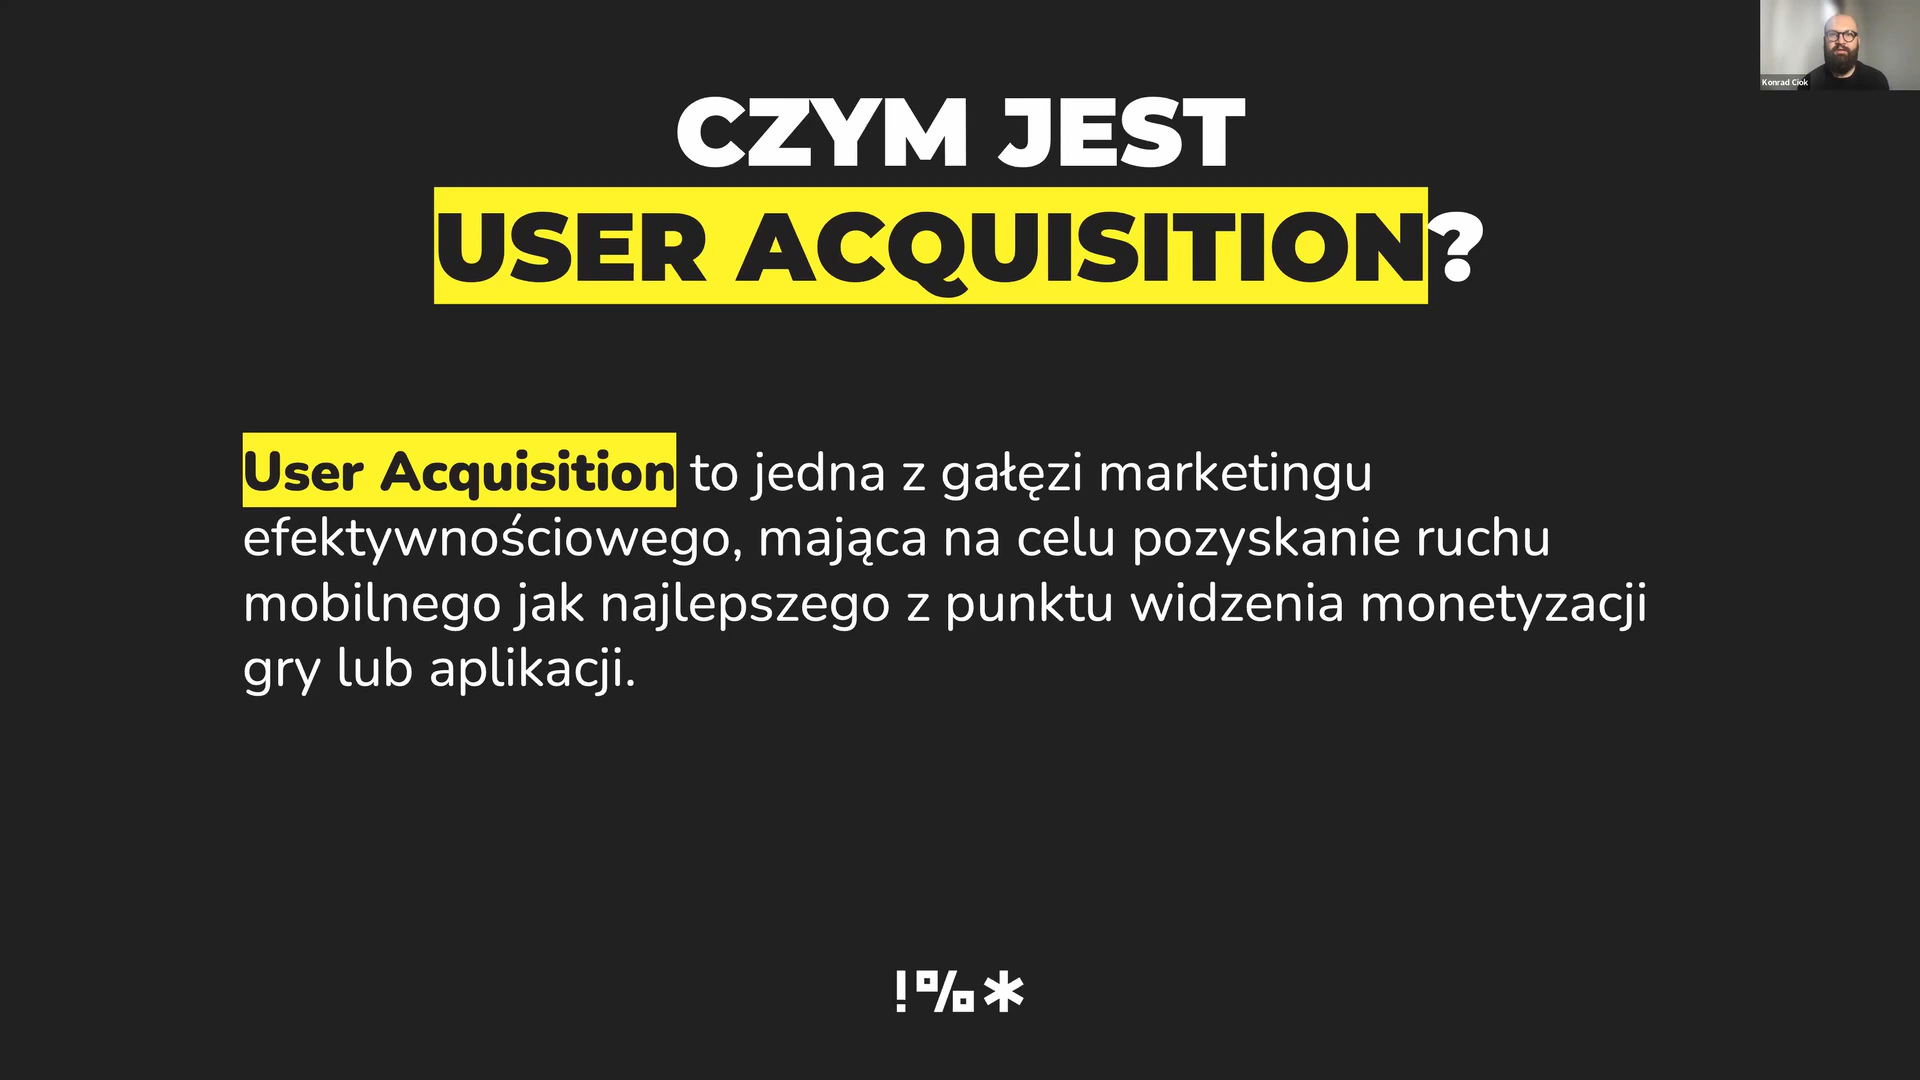 Konrad Ciok
CZYM JEST
USER ACQUISITION?
User Acquisition to jedna z gałęzi marketingu
efektywnościowego, mająca na celu pozyskanie ruchu
mobilnego jak najlepszego z punktu widzenia monetyzacji
gry lub aplikacji.
!%*